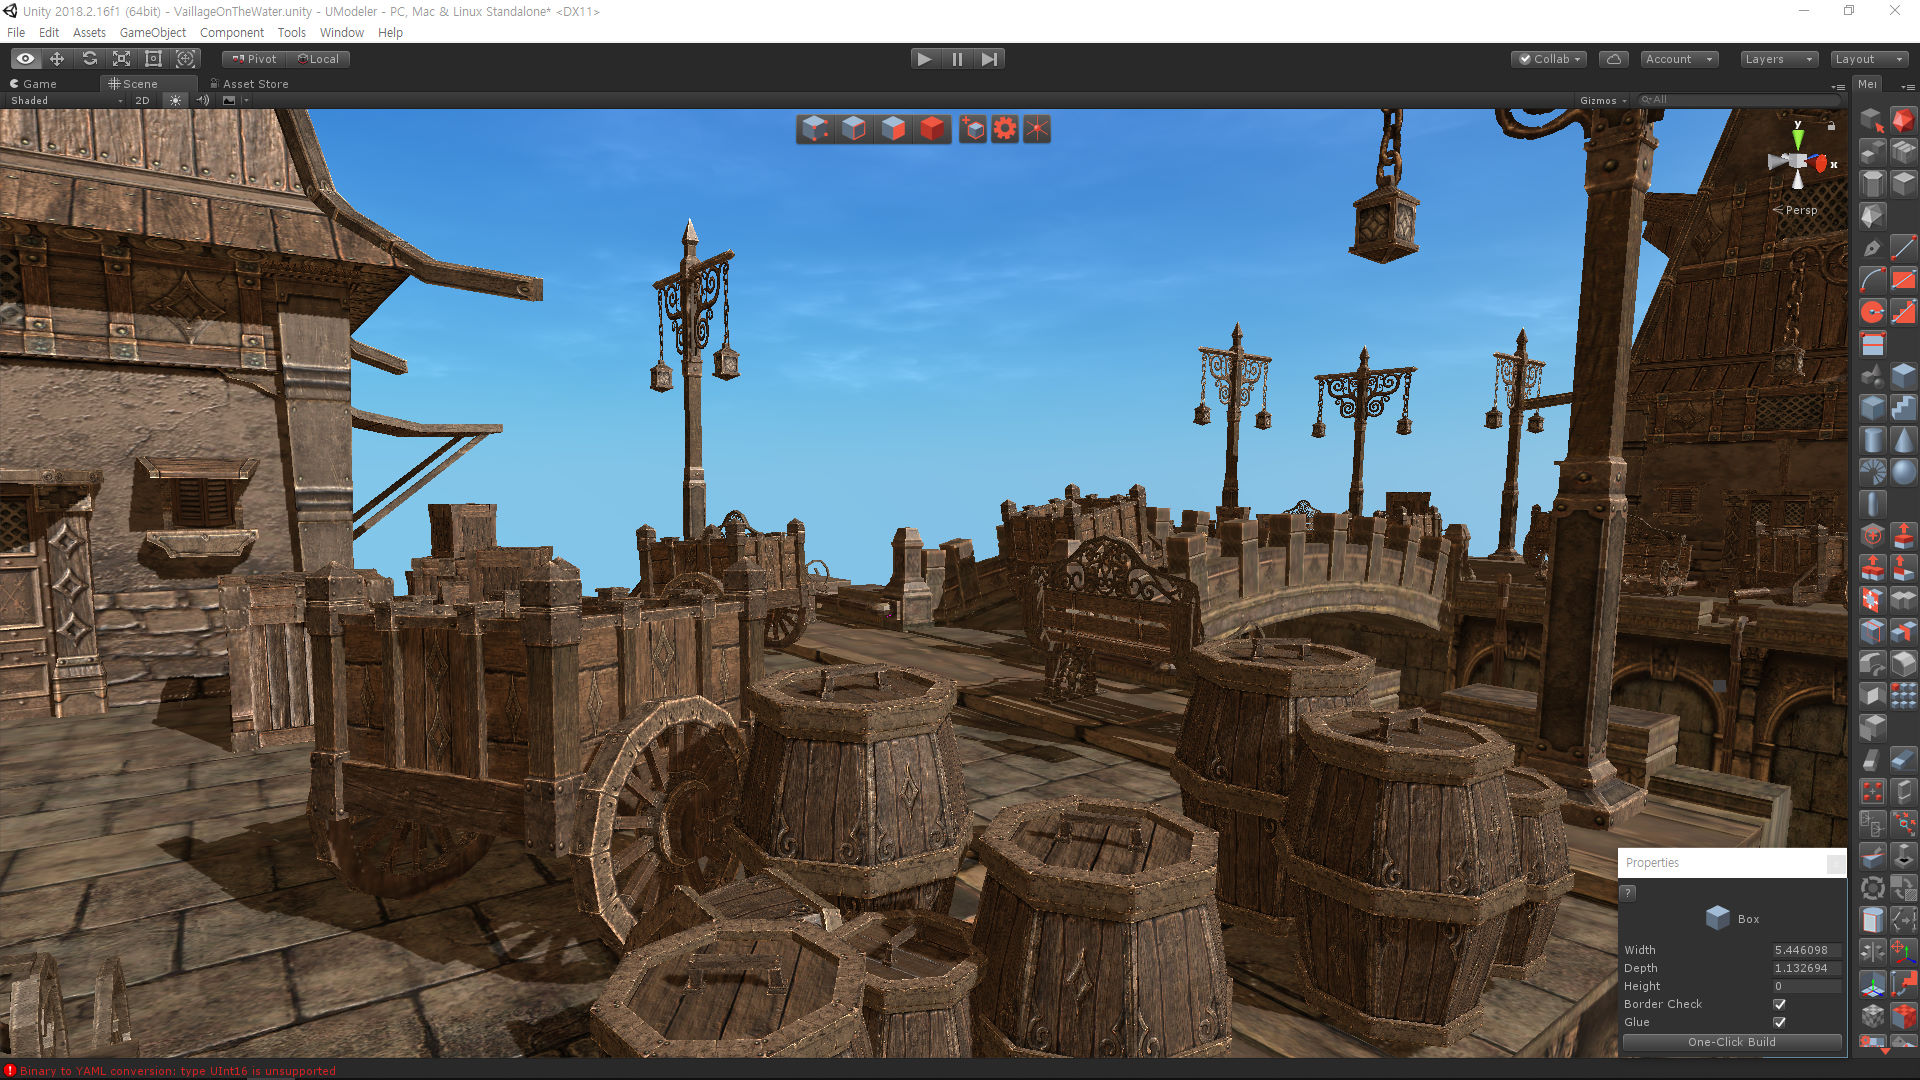 Unity 2018.2.16f1 (64bit) - VaillageOnTheWater.unity - UModeler - PC, Mac & Linux Standalone* <DX11>
File Edit Assets GameObject Component Tools Window Help
Pivot Local Collab Account Layers Layout
Game Scene Asset Store Mei
Shaded 2D Gizmos All
y
x
Persp
Properties
?
Box
Width 5.446098
Depth 1.132694
Height 0
Border Check
Glue
One-Click Build
Binary to YAML conversion: type UInt16 is unsupported